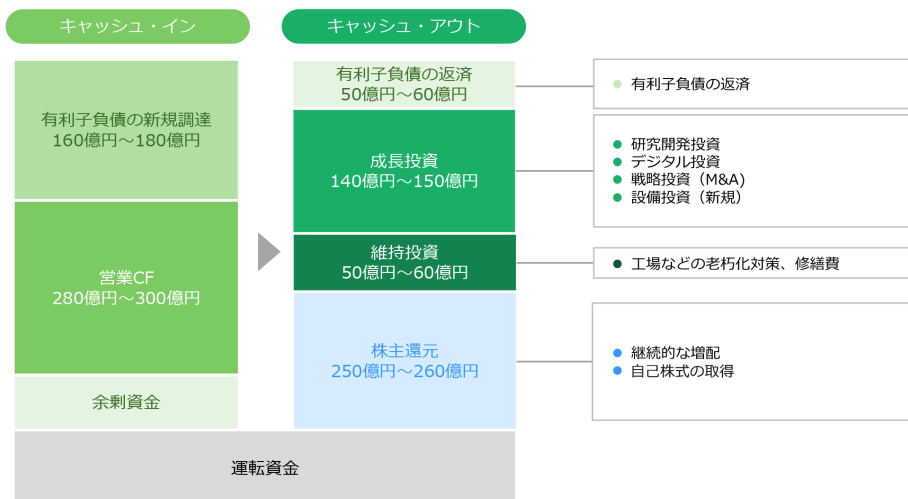 キャッシュ・イン
キャッシュ・アウト
有利子負債の新規調達
160億円～180億円
営業CF
280億円～300億円
余剰資金
有利子負債の返済
50億円～60億円
成長投資
140億円～150億円
維持投資
50億円～60億円
株主還元
250億円～260億円
運転資金
有利子負債の返済
研究開発投資
デジタル投資
戦略投資（M&A)
設備投資（新規）
工場などの老朽化対策、修繕費
継続的な増配
自己株式の取得